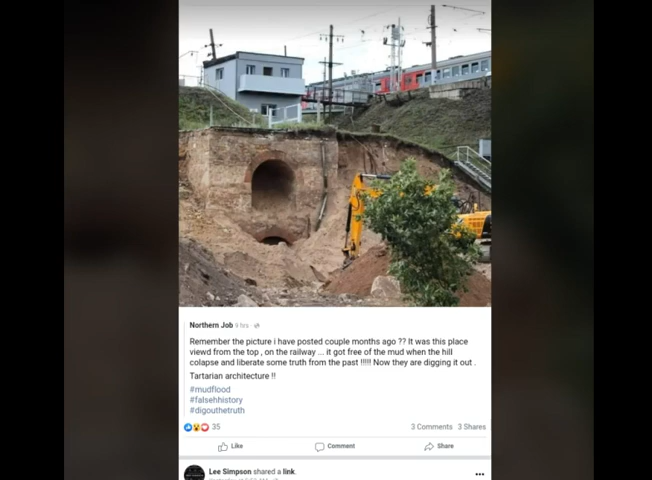 Northern Job 9 hrs
Remember the picture i have posted couple months ago ?? It was this place
viewd from the top , on the railway ... it got free of the mud when the hill
colapse and liberate some truth from the past !!!!! Now they are digging it out .
Tartarian architecture !!
#mudflood
#falsehhistory
#digouthetruth
35
3 Comments 3 Shares
Like
Comment
Share
Lee Simpson shared a link.